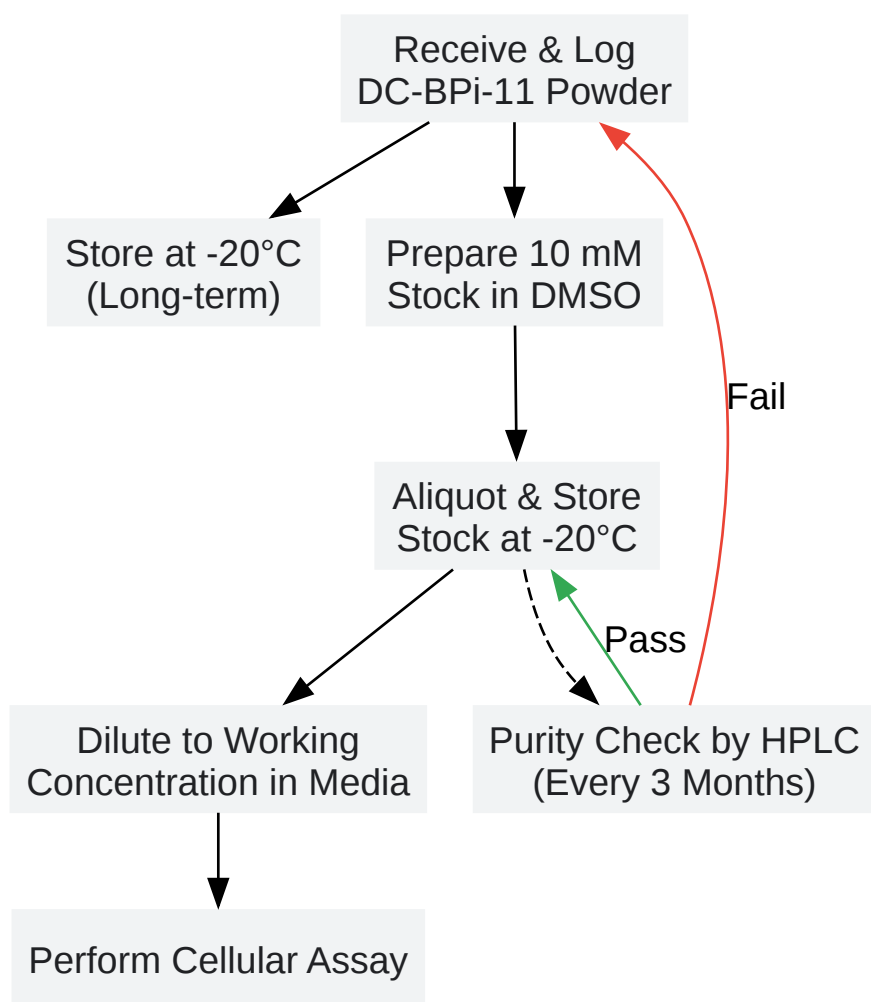 Receive & Log
DC-BPi-11 Powder
Store at -20°C
(Long-term)
Prepare 10 mM
Stock in DMSO
Fail
Aliquot & Store
Stock at -20°C
Pass
Dilute to Working
Concentration in Media
Purity Check by HPLC
(Every 3 Months)
Perform Cellular Assay